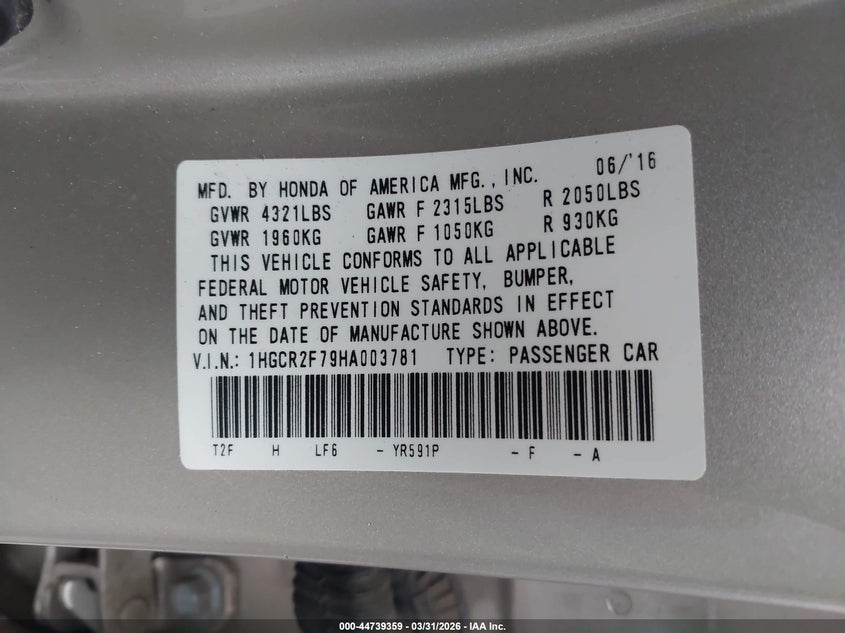 06/'16
MFD. BY HONDA OF AMERICA MFG., INC.
GVWR 4321LBS GAWR F 2315LBS R 2050LBS
GVWR 1960KG GAWR F 1050KG R 930KG
THIS VEHICLE CONFORMS TO ALL APPLICABLE
FEDERAL MOTOR VEHICLE SAFETY, BUMPER,
AND THEFT PREVENTION STANDARDS IN EFFECT
ON THE DATE OF MANUFACTURE SHOWN ABOVE.
V.I.N.: 1HGCR2F79HA003781 TYPE: PASSENGER CAR
T2F H LF6 - YR591P - F - A
000-44739359 - 03/31/2026 - IAA Inc.